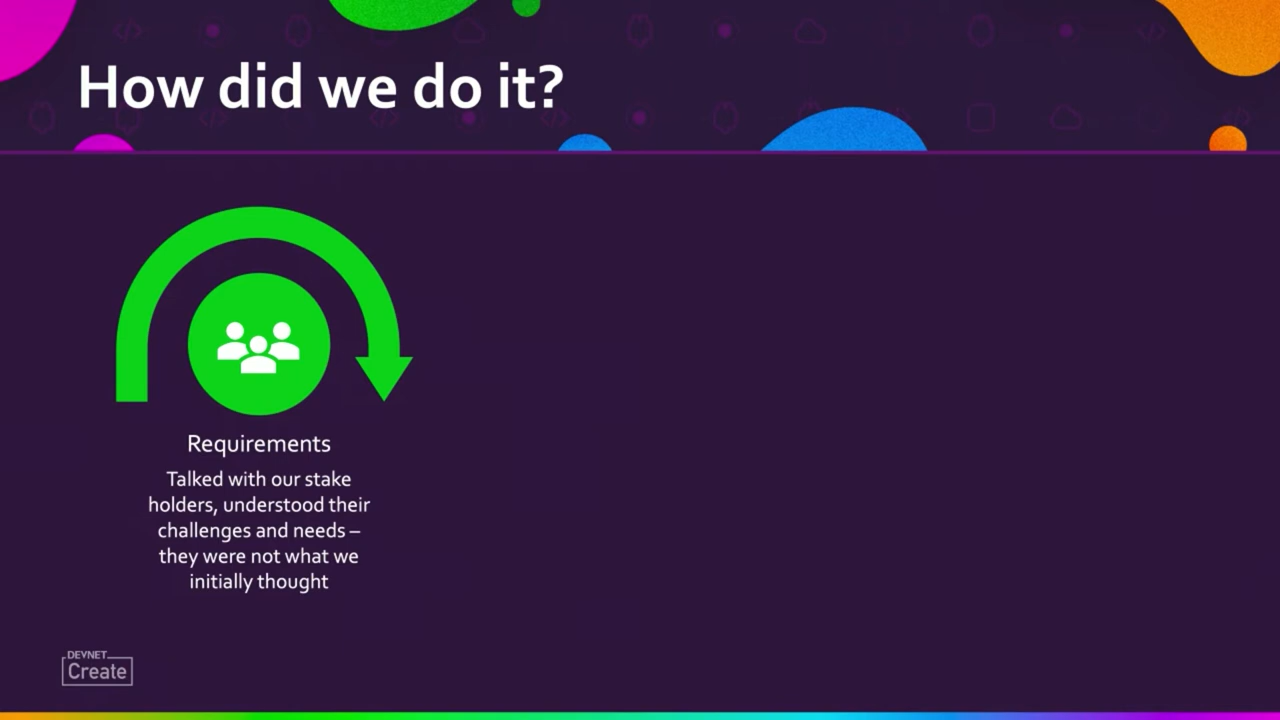 How did we do it?
Requirements
Talked with our stake
holders, understood their
challenges and needs –
they were not what we
initially thought
DEVNET
Create